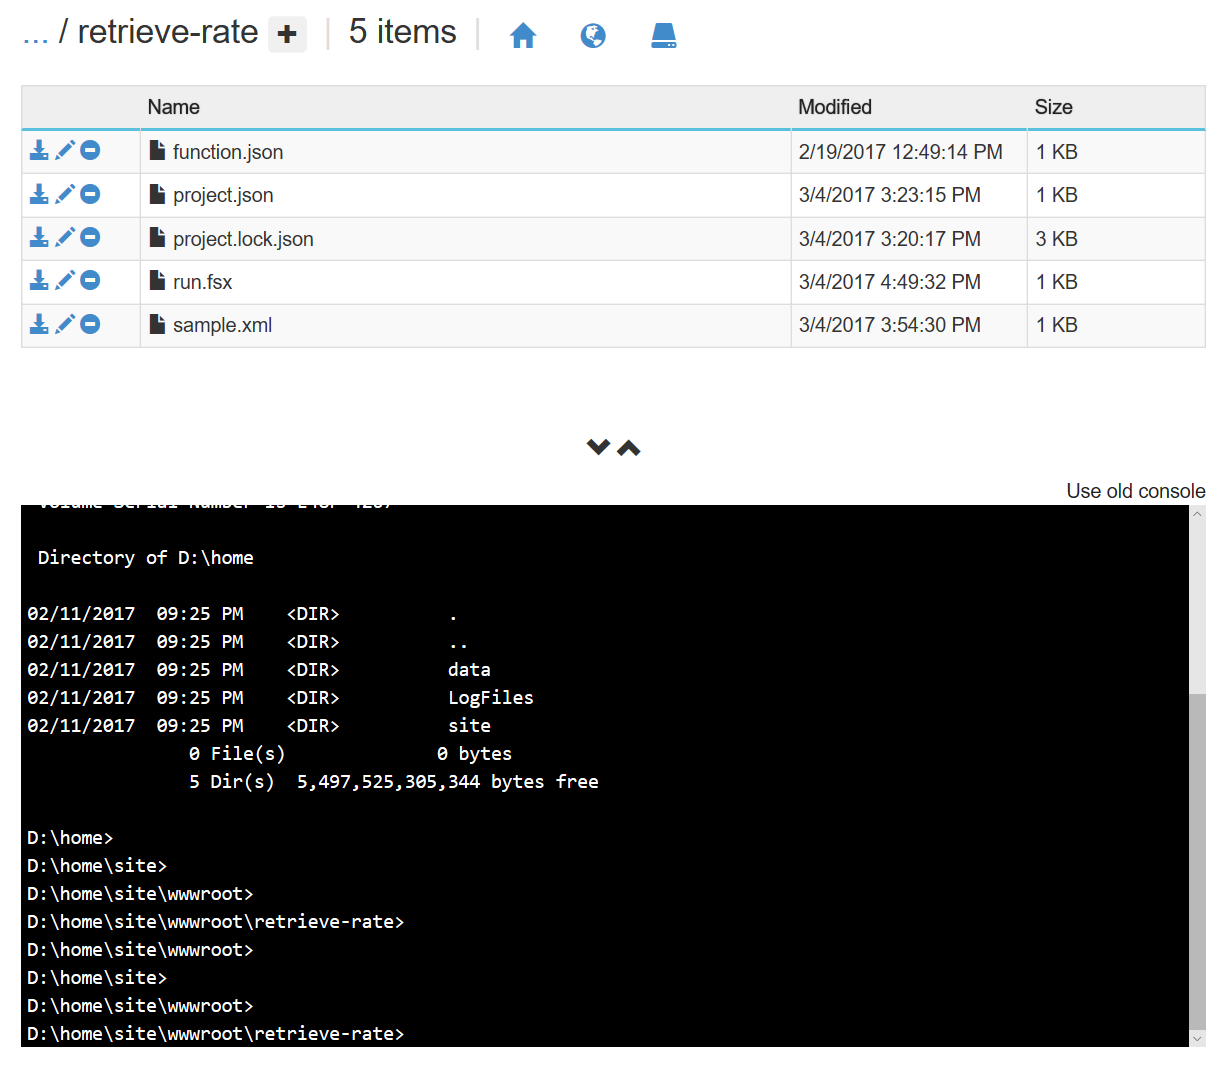 ... / retrieve-rate + | 5 items |
Name Modified Size
function.json 2/19/2017 12:49:14 PM 1 KB
project.json 3/4/2017 3:23:15 PM 1 KB
project.lock.json 3/4/2017 3:20:17 PM 3 KB
run.fsx 3/4/2017 4:49:32 PM 1 KB
sample.xml 3/4/2017 3:54:30 PM 1 KB
Use old console
Volume Serial Number is
Directory of D:\home
02/11/2017  09:25 PM    <DIR>          .
02/11/2017  09:25 PM    <DIR>          ..
02/11/2017  09:25 PM    <DIR>          data
02/11/2017  09:25 PM    <DIR>          LogFiles
02/11/2017  09:25 PM    <DIR>          site
0 File(s)              0 bytes
5 Dir(s)  5,497,525,305,344 bytes free
D:\home>
D:\home\site>
D:\home\site\wwwroot>
D:\home\site\wwwroot\retrieve-rate>
D:\home\site\wwwroot>
D:\home\site>
D:\home\site\wwwroot>
D:\home\site\wwwroot\retrieve-rate>